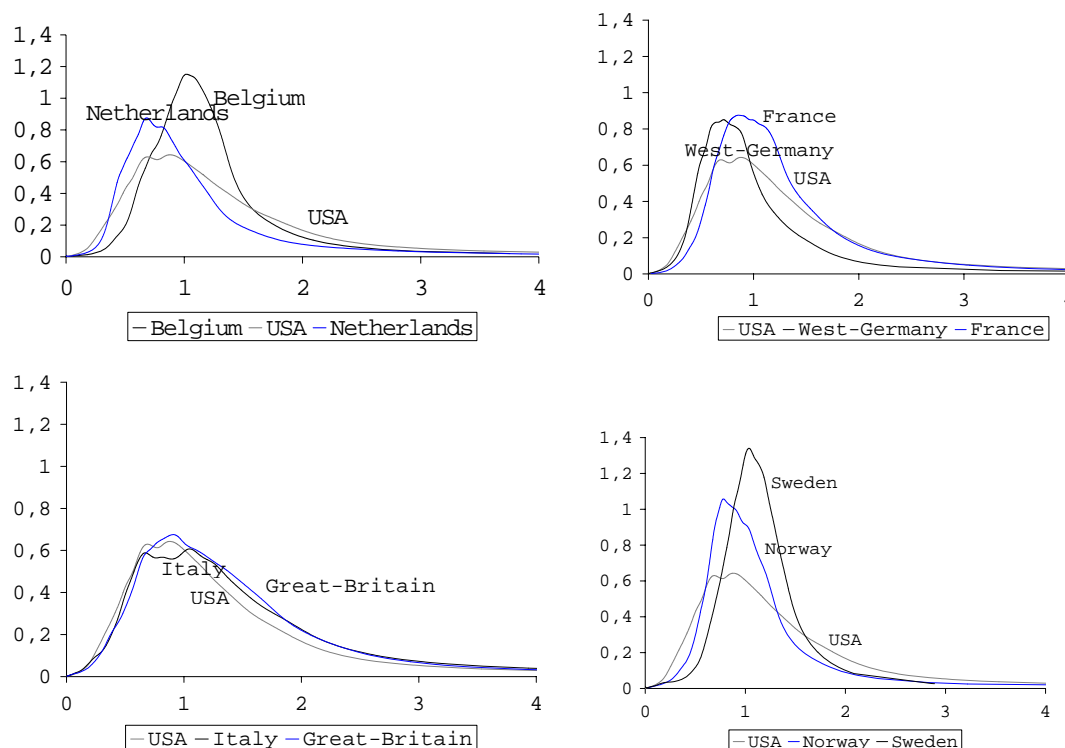 1,4
1,2
1
0,8
0,6
0,4
0,2
0
Netherlands
Belgium
USA
0 1 2 3 4
Belgium USA Netherlands
1,4
1,2
1
0,8
0,6
0,4
0,2
0
France
West-Germany
USA
0 1 2 3 4
USA West-Germany France
1,4
1,2
1
0,8
0,6
0,4
0,2
0
Italy
USA
Great-Britain
0 1 2 3 4
USA Italy Great-Britain
1,4
1,2
1
0,8
0,6
0,4
0,2
0
Sweden
Norway
USA
0 1 2 3 4
USA Norway Sweden